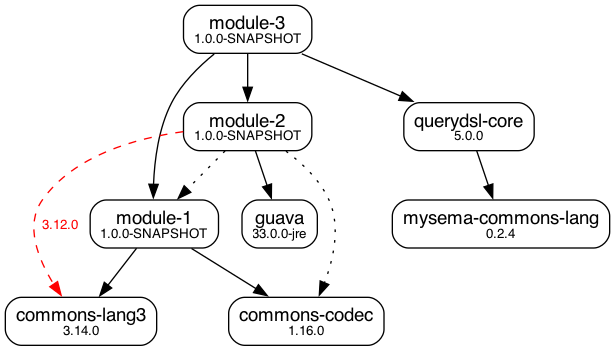 module-3
1.0.0-SNAPSHOT
module-2
1.0.0-SNAPSHOT
querydsl-core
5.0.0
3.12.0
module-1
1.0.0-SNAPSHOT
guava
33.0.0-jre
mysema-commons-lang
0.2.4
commons-lang3
3.14.0
commons-codec
1.16.0